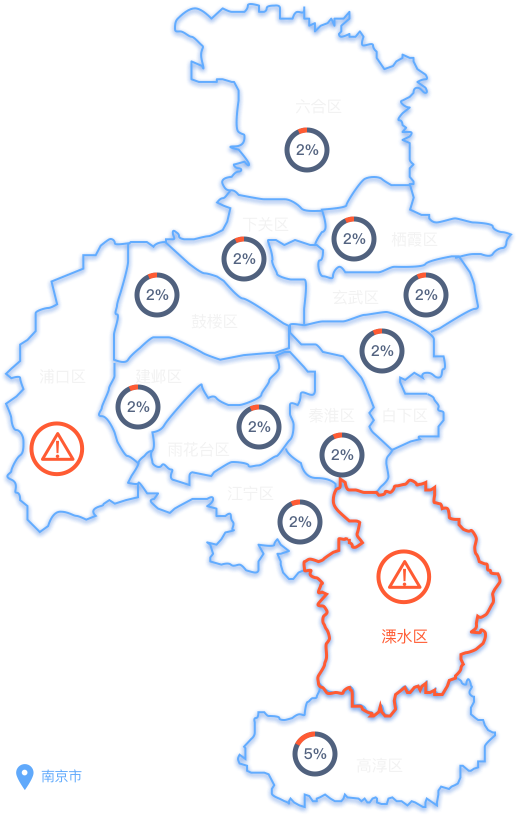 六合区
2%
下关区
2%
2%
栖霞区
2%
鼓楼区
玄武区
2%
2%
浦口区
建邺区
2%
雨花台区
2%
秦淮区
白下区
2%
江宁区
2%
溧水区
5%
高淳区
南京市